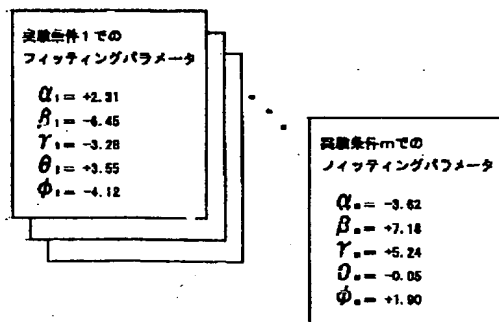 実験条件1での
フィッティングパラメータ
α₁= +2.31
β₁= -6.45
γ₁= -3.28
θ₁= +3.55
φ₁= -4.12
実験条件mでの
フィッティングパラメータ
αₘ= -3.62
βₘ= +7.18
γₘ= +5.24
θₘ= -0.05
φₘ= +1.90